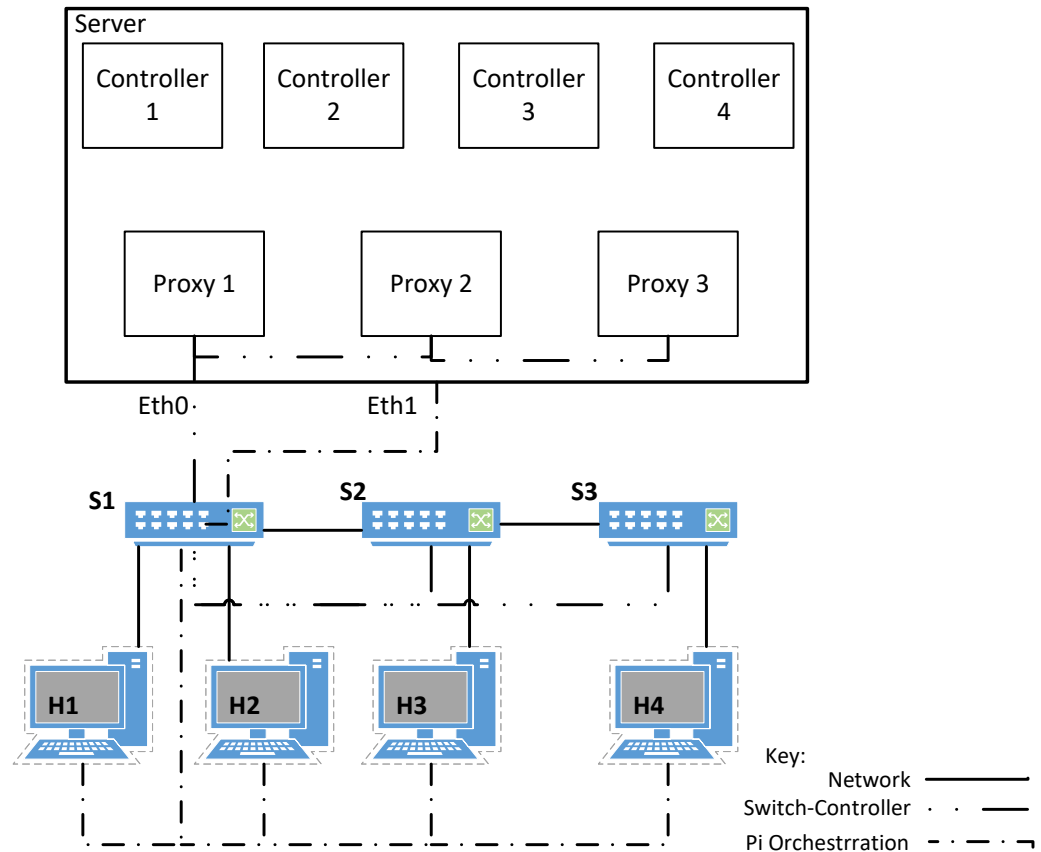 Server
Controller
1
Controller
2
Controller
3
Controller
4
Proxy 1
Proxy 2
Proxy 3
Eth0
Eth1
S1
S2
S3
H1
H2
H3
H4
Key:
Network
Switch-Controller
Pi Orchestrration